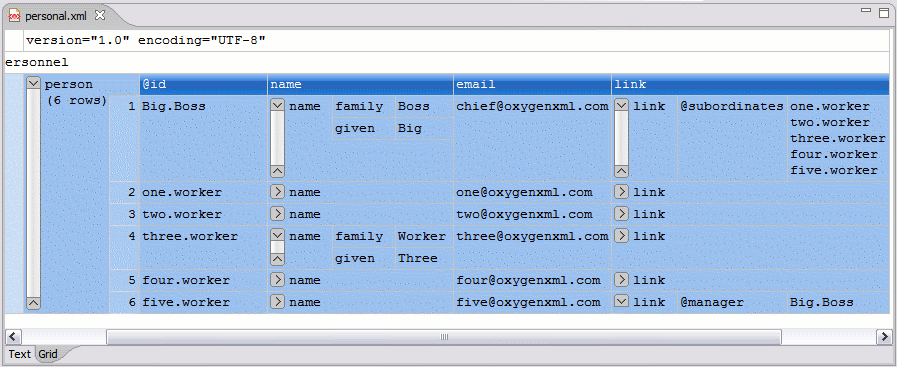 personal.xml
version="1.0" encoding="UTF-8"
ersonnel
person @id name email link
(6 rows)
1 Big.Boss name family Boss chief@oxygenxml.com link @subordinates one.worker
given Big two.worker
three.worker
four.worker
five.worker
2 one.worker name one@oxygenxml.com link
3 two.worker name two@oxygenxml.com link
4 three.worker name family Worker three@oxygenxml.com link
given Three
5 four.worker name four@oxygenxml.com link
6 five.worker name five@oxygenxml.com link @manager Big.Boss
Text Grid